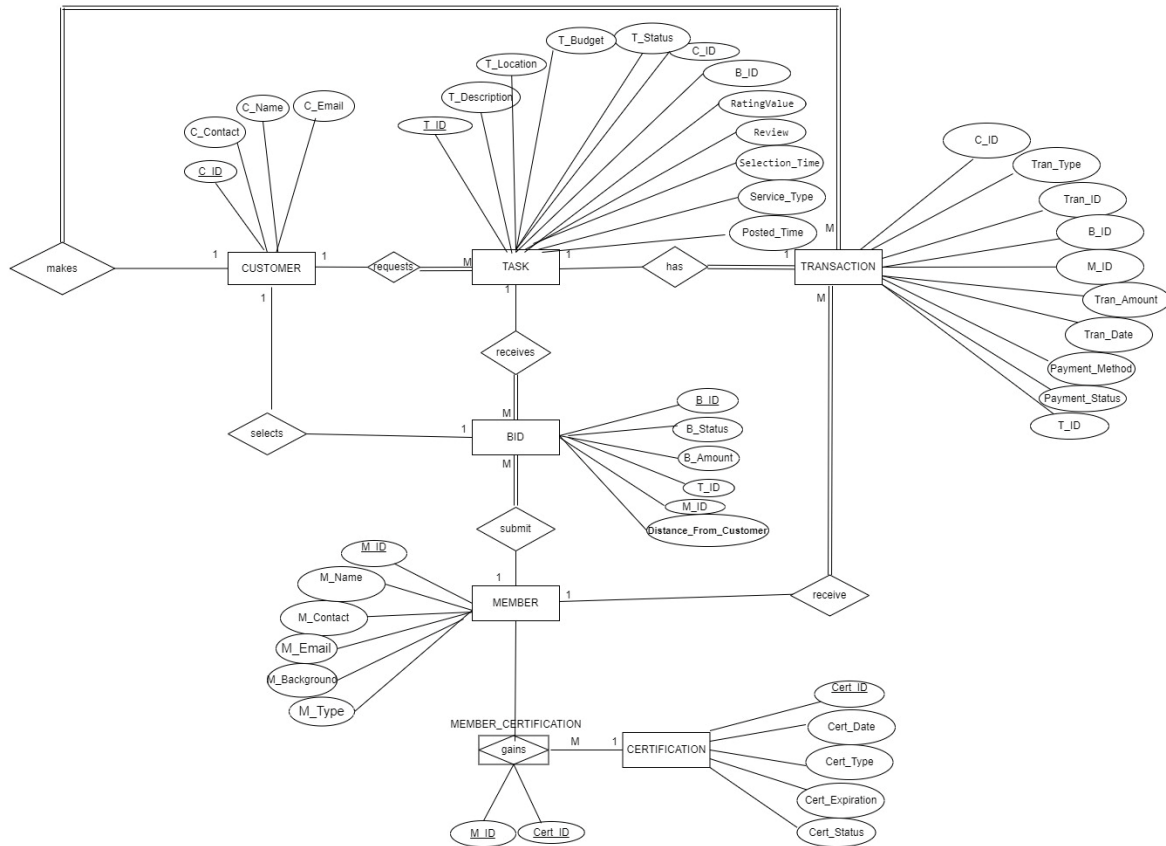 T_Budget
T_Status
C_ID
T_Location
B_ID
T_Description
RatingValue
C_Name
C_Email
T_ID
Review
C_Contact
C_ID
Selection_Time
Tran_Type
C_ID
Service_Type
Tran_ID
Posted_Time
B_ID
M
makes
1
CUSTOMER
1
requests
M
TASK
1
has
1
TRANSACTION
M_ID
1
1
M
Tran_Amount
Tran_Date
receives
Payment_Method
Payment_Status
B_ID
M
T_ID
selects
1
BID
B_Status
M
B_Amount
T_ID
M_ID
submit
Distance_From_Customer
M_ID
M_Name
1
MEMBER
1
receive
M_Contact
M_Email
M_Background
M_Type
Cert_ID
MEMBER_CERTIFICATION
Cert_Date
gains
M
1
CERTIFICATION
Cert_Type
Cert_Expiration
M_ID
Cert_ID
Cert_Status